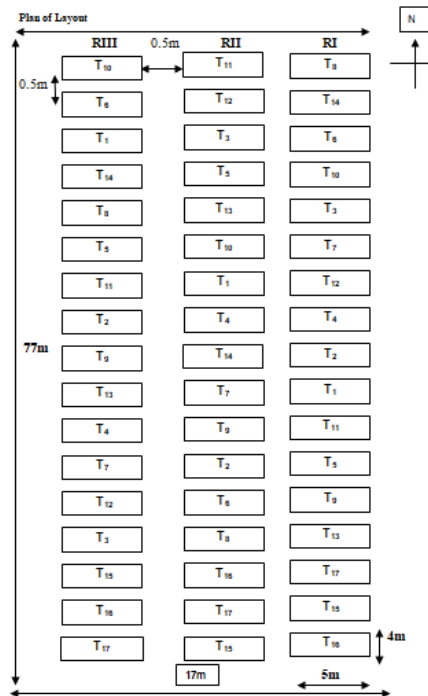 Plan of Layout
N
RIII 0.5m RII RI
T10 T11 T8
0.5m
T6 T12 T14
T1 T3 T6
T14 T5 T10
T8 T13 T3
T5 T10 T7
T11 T1 T12
T2 T4 T4
77m
T9 T14 T2
T13 T7 T1
T4 T9 T11
T7 T2 T5
T12 T6 T9
T3 T8 T13
T15 T16 T17
T16 T17 T15
T17 T15 T16
4m
17m
5m